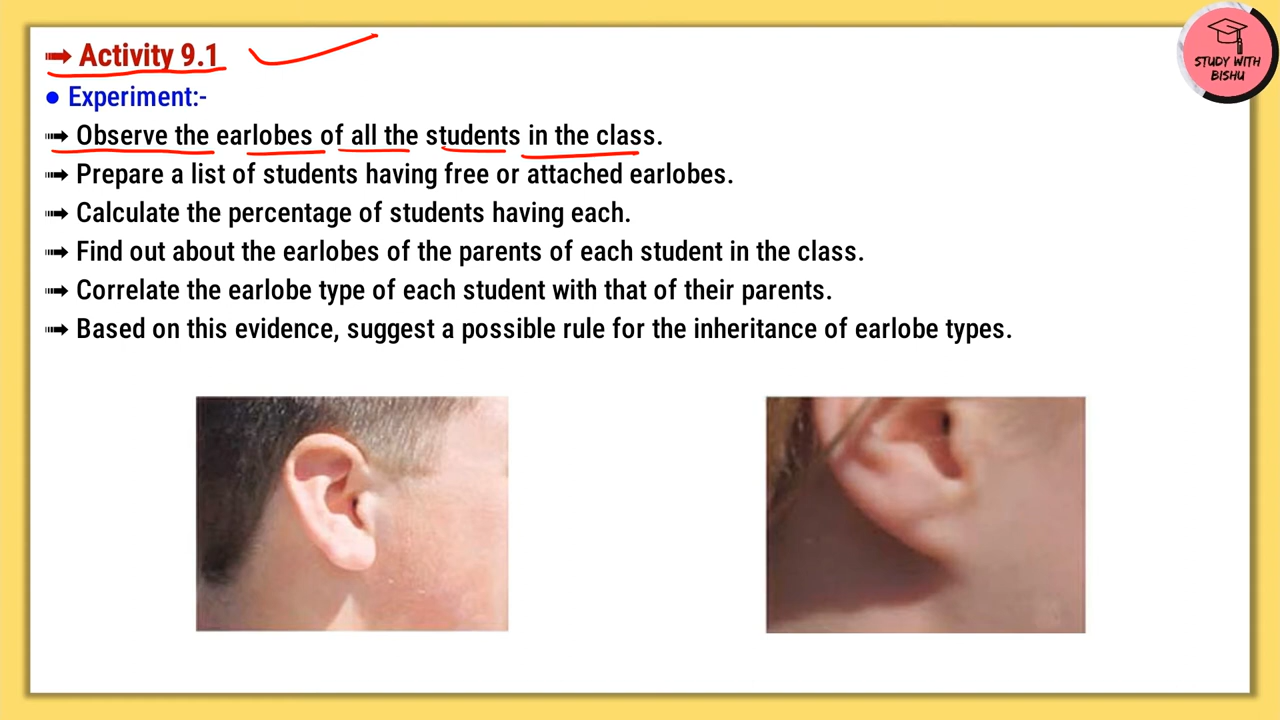 ➟ Activity 9.1
● Experiment:-
➟ Observe the earlobes of all the students in the class.
➟ Prepare a list of students having free or attached earlobes.
➟ Calculate the percentage of students having each.
➟ Find out about the earlobes of the parents of each student in the class.
➟ Correlate the earlobe type of each student with that of their parents.
➟ Based on this evidence, suggest a possible rule for the inheritance of earlobe types.
STUDY WITH
BISHU